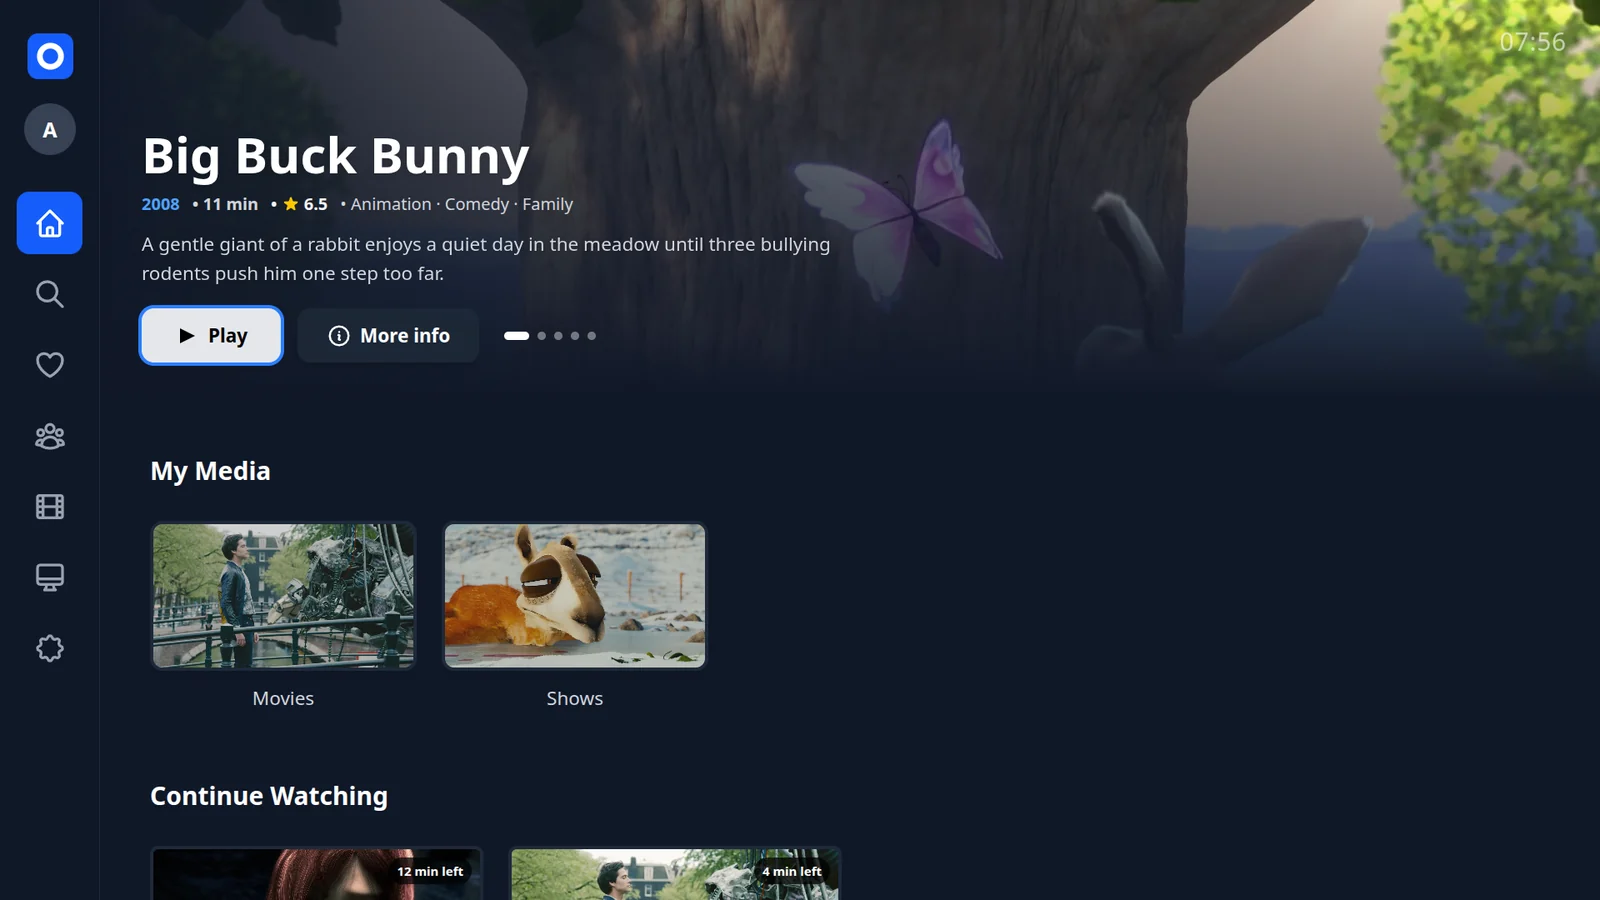 07:56
A
Big Buck Bunny
2008 • 11 min • 6.5 • Animation · Comedy · Family
A gentle giant of a rabbit enjoys a quiet day in the meadow until three bullying
rodents push him one step too far.
Play More info
My Media
Movies Shows
Continue Watching
12 min left 4 min left